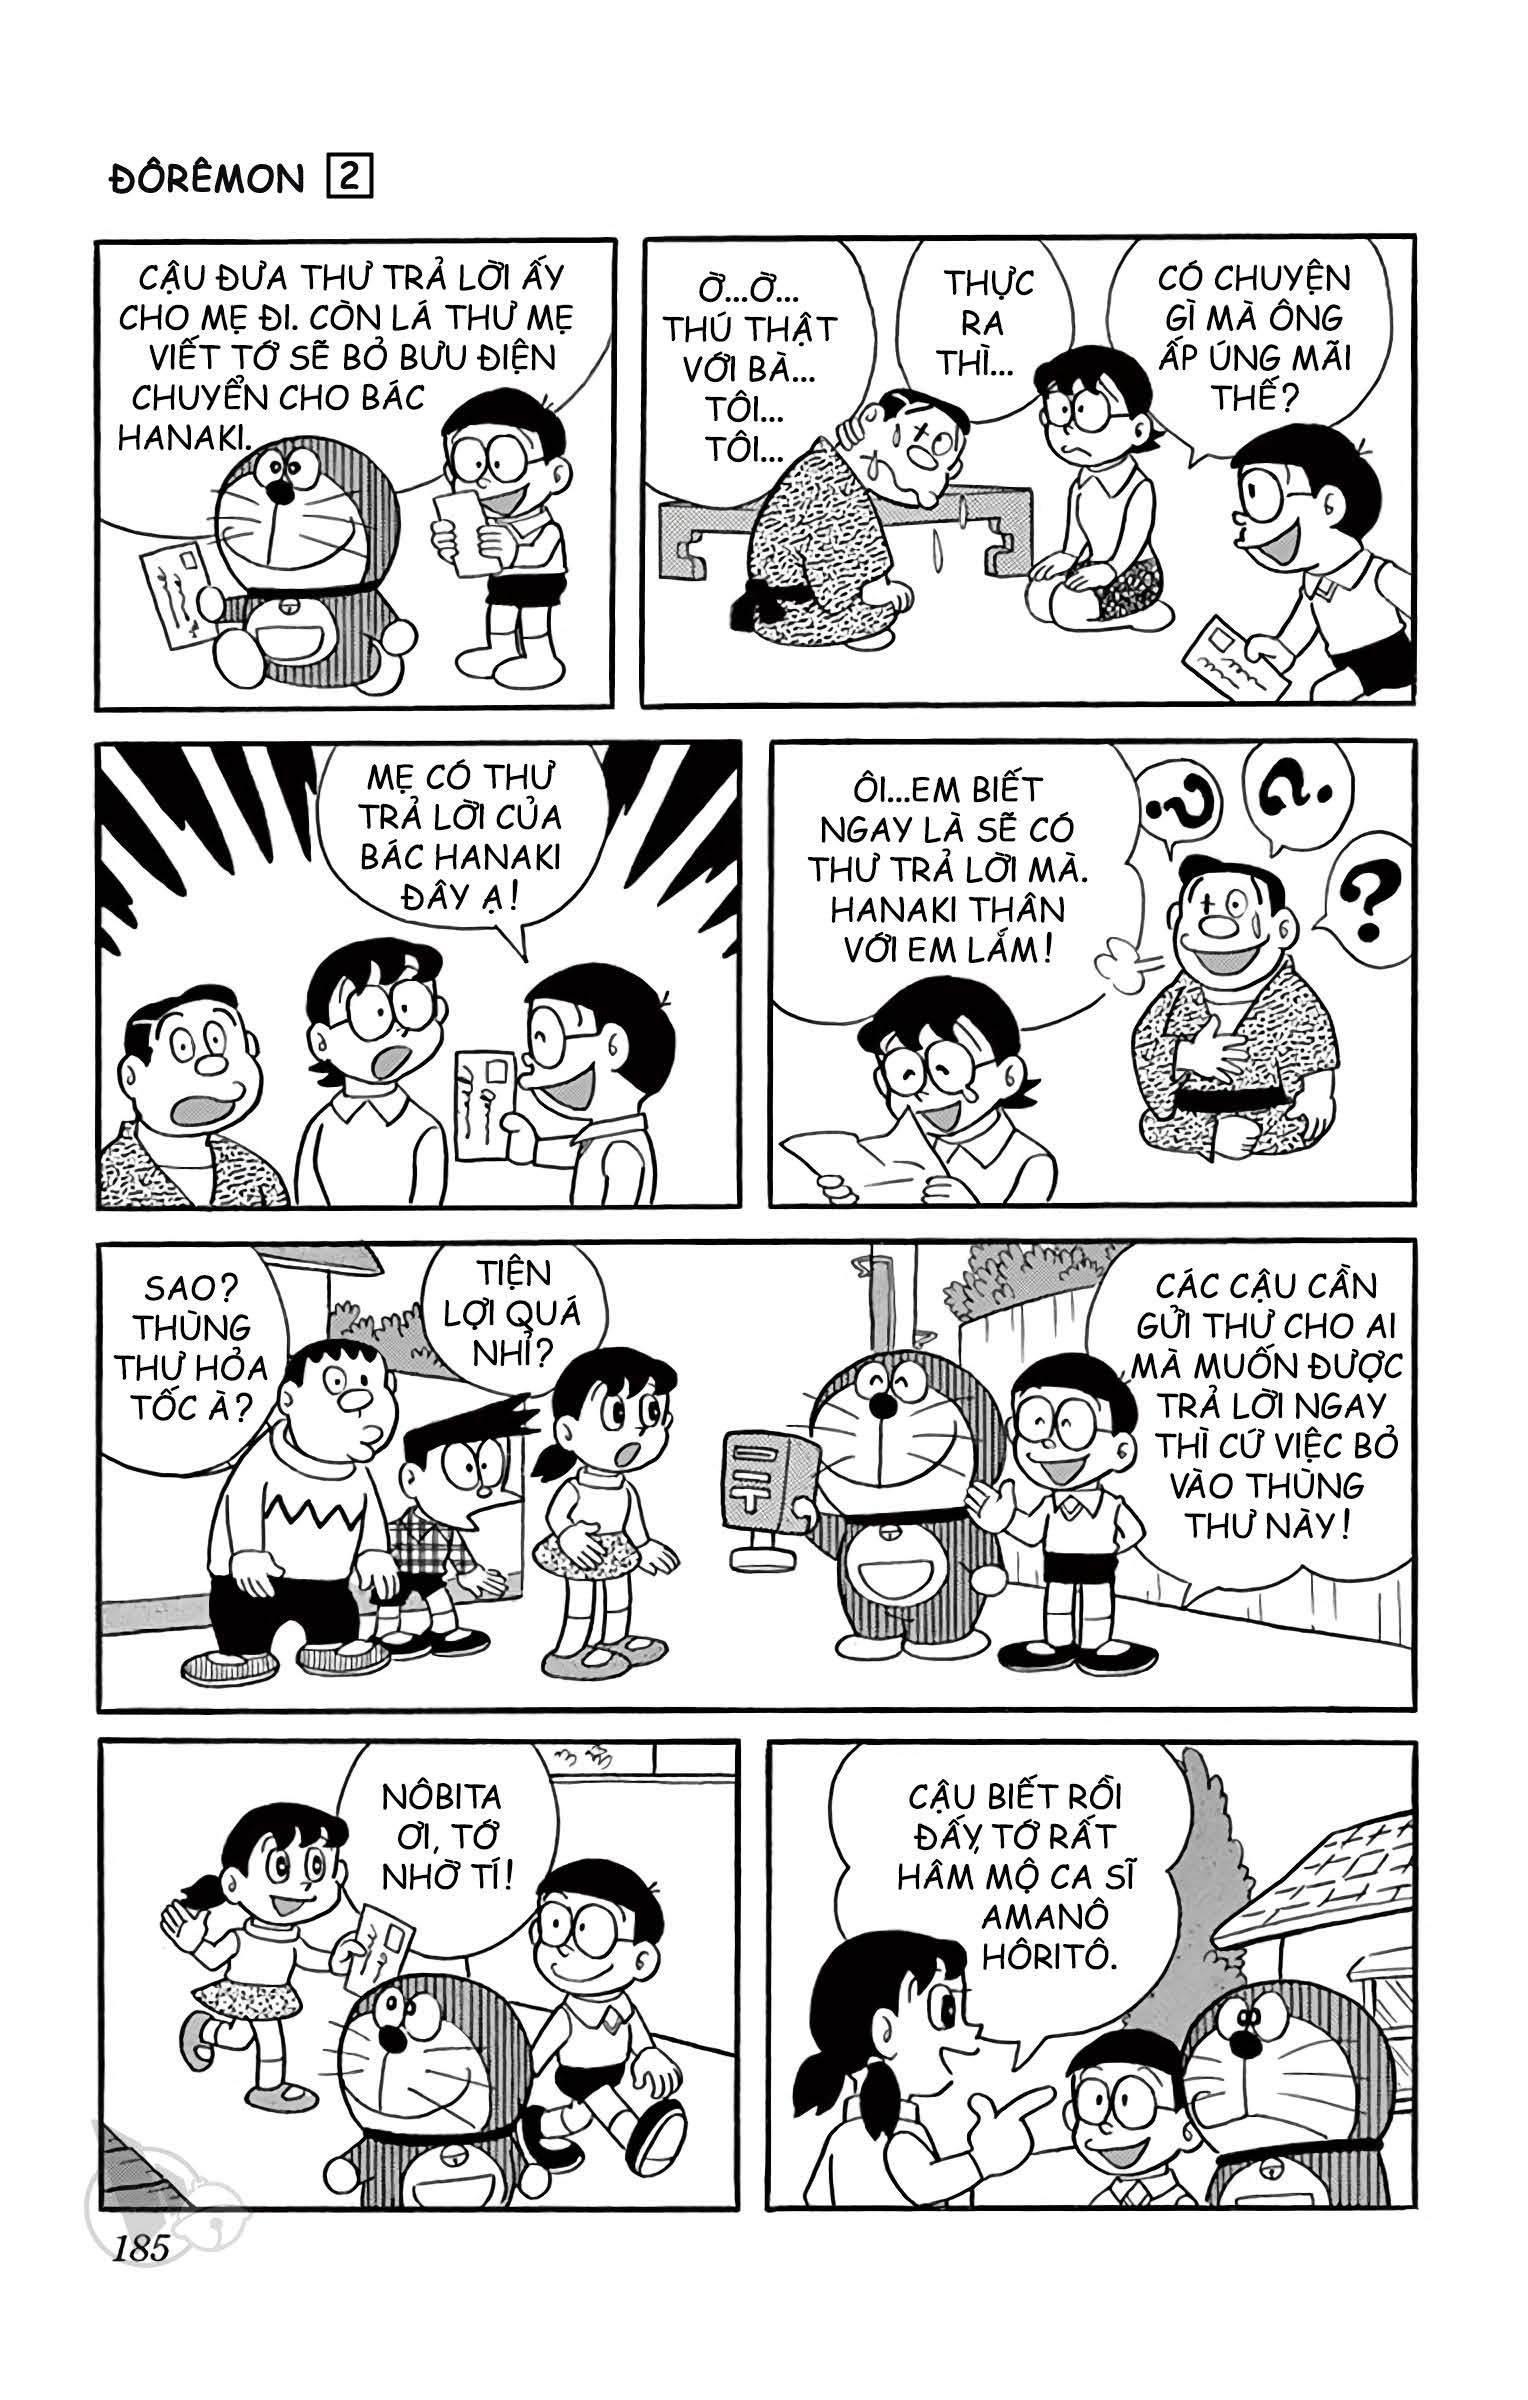 ĐÔRÊMON 2
CẬU ĐƯA THƯ TRẢ LỜI ẤY
CHO MẸ ĐI. CÒN LÁ THƯ MẸ
VIẾT TỚ SẼ BỎ BƯU ĐIỆN
CHUYỂN CHO BÁC
HANAKI.
Ờ...Ờ...
THÚ THẬT
VỚI BÀ...
TÔI...
TÔI...
THỰC
RA
THÌ...
CÓ CHUYỆN
GÌ MÀ ÔNG
ẤP ÚNG MÃI
THẾ?
MẸ CÓ THƯ
TRẢ LỜI CỦA
BÁC HANAKI
ĐÂY Ạ!
ÔI...EM BIẾT
NGAY LÀ SẼ CÓ
THƯ TRẢ LỜI MÀ.
HANAKI THÂN
VỚI EM LẮM!
?
?
?
SAO?
THÙNG
THƯ HỎA
TỐC À?
TIỆN
LỢI QUÁ
NHỈ?
CÁC CẬU CẦN
GỬI THƯ CHO AI
MÀ MUỐN ĐƯỢC
TRẢ LỜI NGAY
THÌ CỨ VIỆC BỎ
VÀO THÙNG
THƯ NÀY!
NÔBITA
ƠI, TỚ
NHỜ TÍ!
CẬU BIẾT RỒI
ĐẤY, TỚ RẤT
HÂM MỘ CA SĨ
AMANÔ
HÔRITÔ.
185